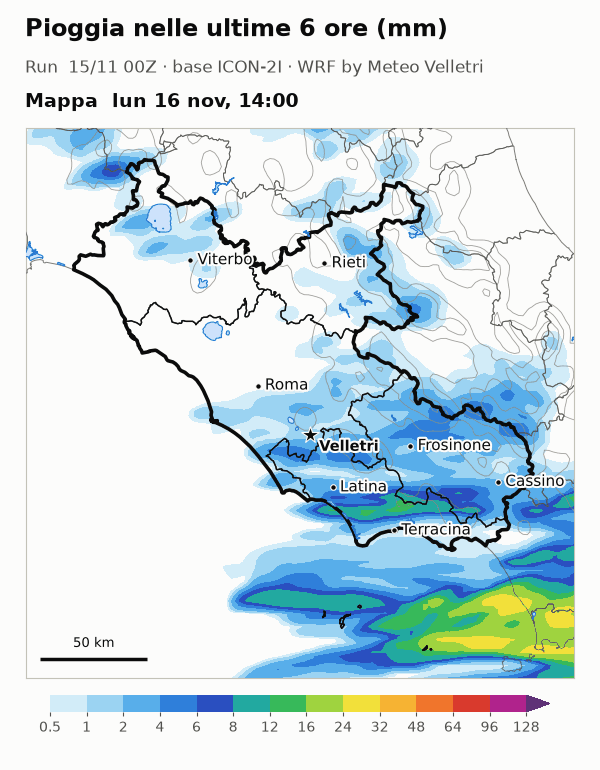 Pioggia nelle ultime 6 ore (mm)
Run  15/11 00Z · base ICON-2I · WRF by Meteo Velletri
Mappa  lun 16 nov, 14:00
Viterbo
Rieti
Roma
Velletri
Frosinone
Latina
Cassino
Terracina
50 km
0.5 1 2 4 6 8 12 16 24 32 48 64 96 128